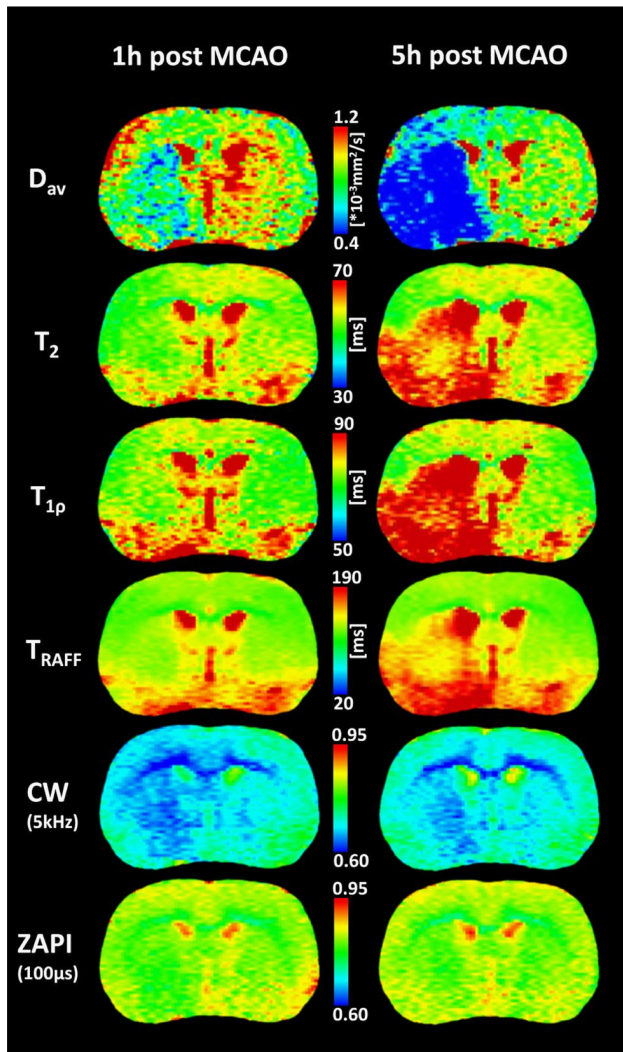 1h post MCAO 5h post MCAO
1.2
Dav
[*10-3mm2/s]
0.4
70
T2
[ms]
30
90
T1ρ
[ms]
50
190
TRAFF
[ms]
20
0.95
CW
(5kHz)
0.60
0.95
ZAPI
(100µs)
0.60